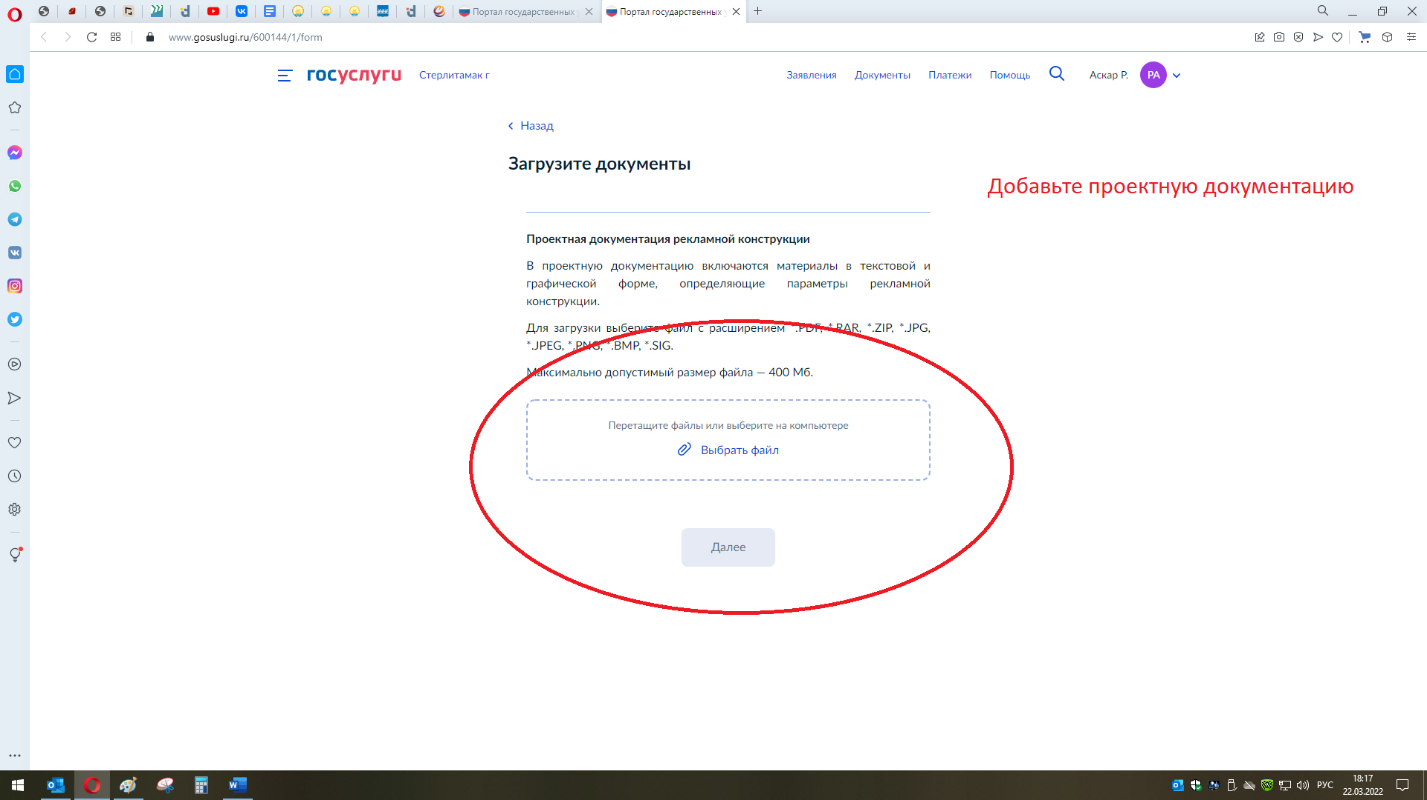 Портал государственных
Портал государственных
www.gosuslugi.ru/600144/1/form
госуслуги
Стерлитамак г
Заявления
Документы
Платежи
Помощь
Аскар Р.
РА
Назад
Загрузите документы
Добавьте проектную документацию
Проектная документация рекламной конструкции
В проектную документацию включаются материалы в текстовой и
графической форме, определяющие параметры рекламной
конструкции.
Для загрузки выберите файл с расширением *.PDF, *.RAR, *.ZIP, *.JPG,
*.JPEG, *.PNG, *.BMP, *.SIG.
Максимально допустимый размер файла — 400 Мб.
Перетащите файлы или выберите на компьютере
Выбрать файл
Далее
РУС
18:17
22.03.2022